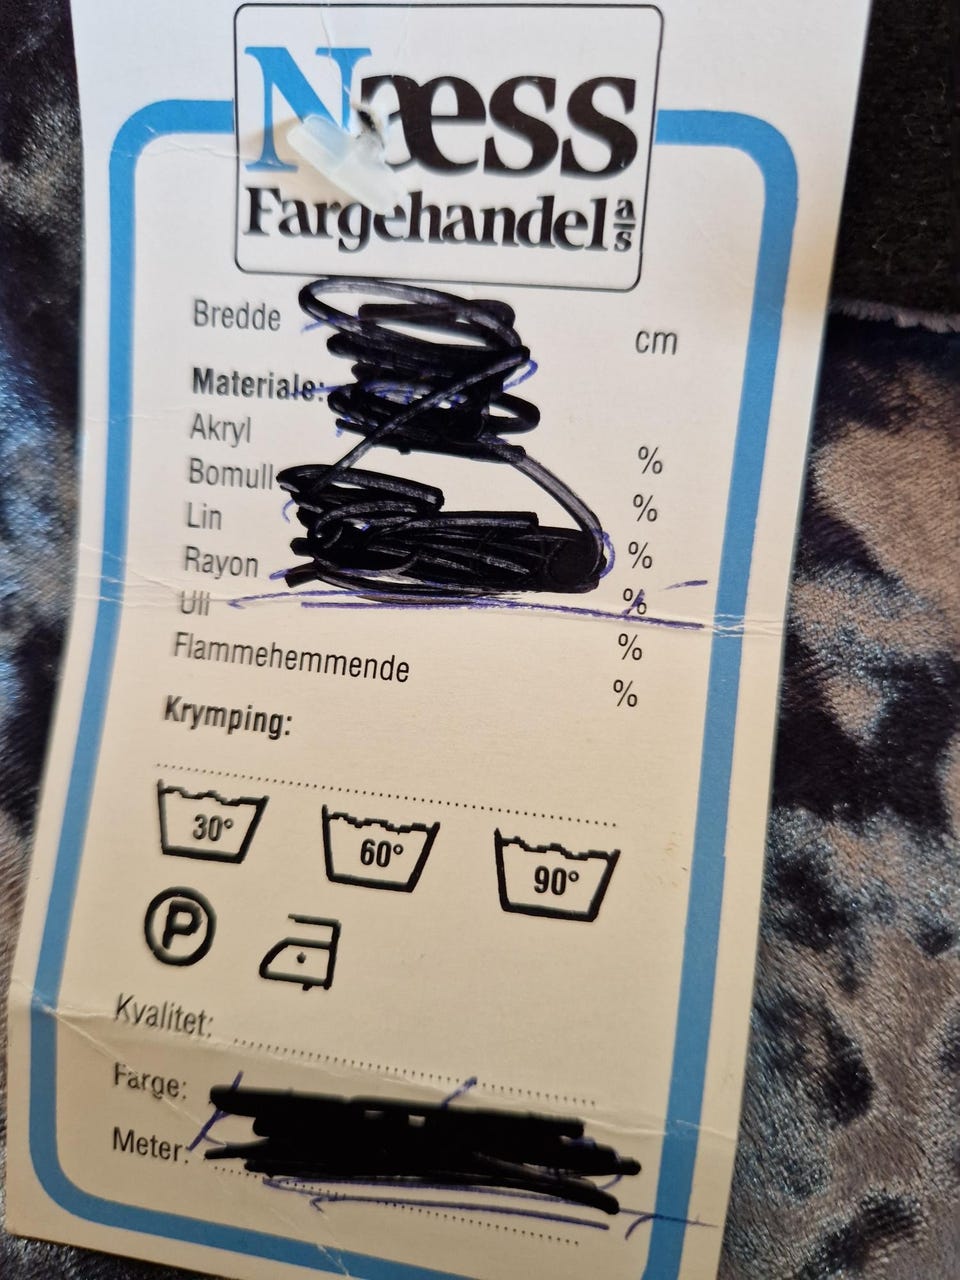 Næss
Fargehandel a/s
Bredde cm
Materiale:
Akryl %
Bomull %
Lin %
Rayon %
Ull %
Flammehemmende %
Krymping:
30° 60° 90°
P
Kvalitet:
Farge:
Meter: